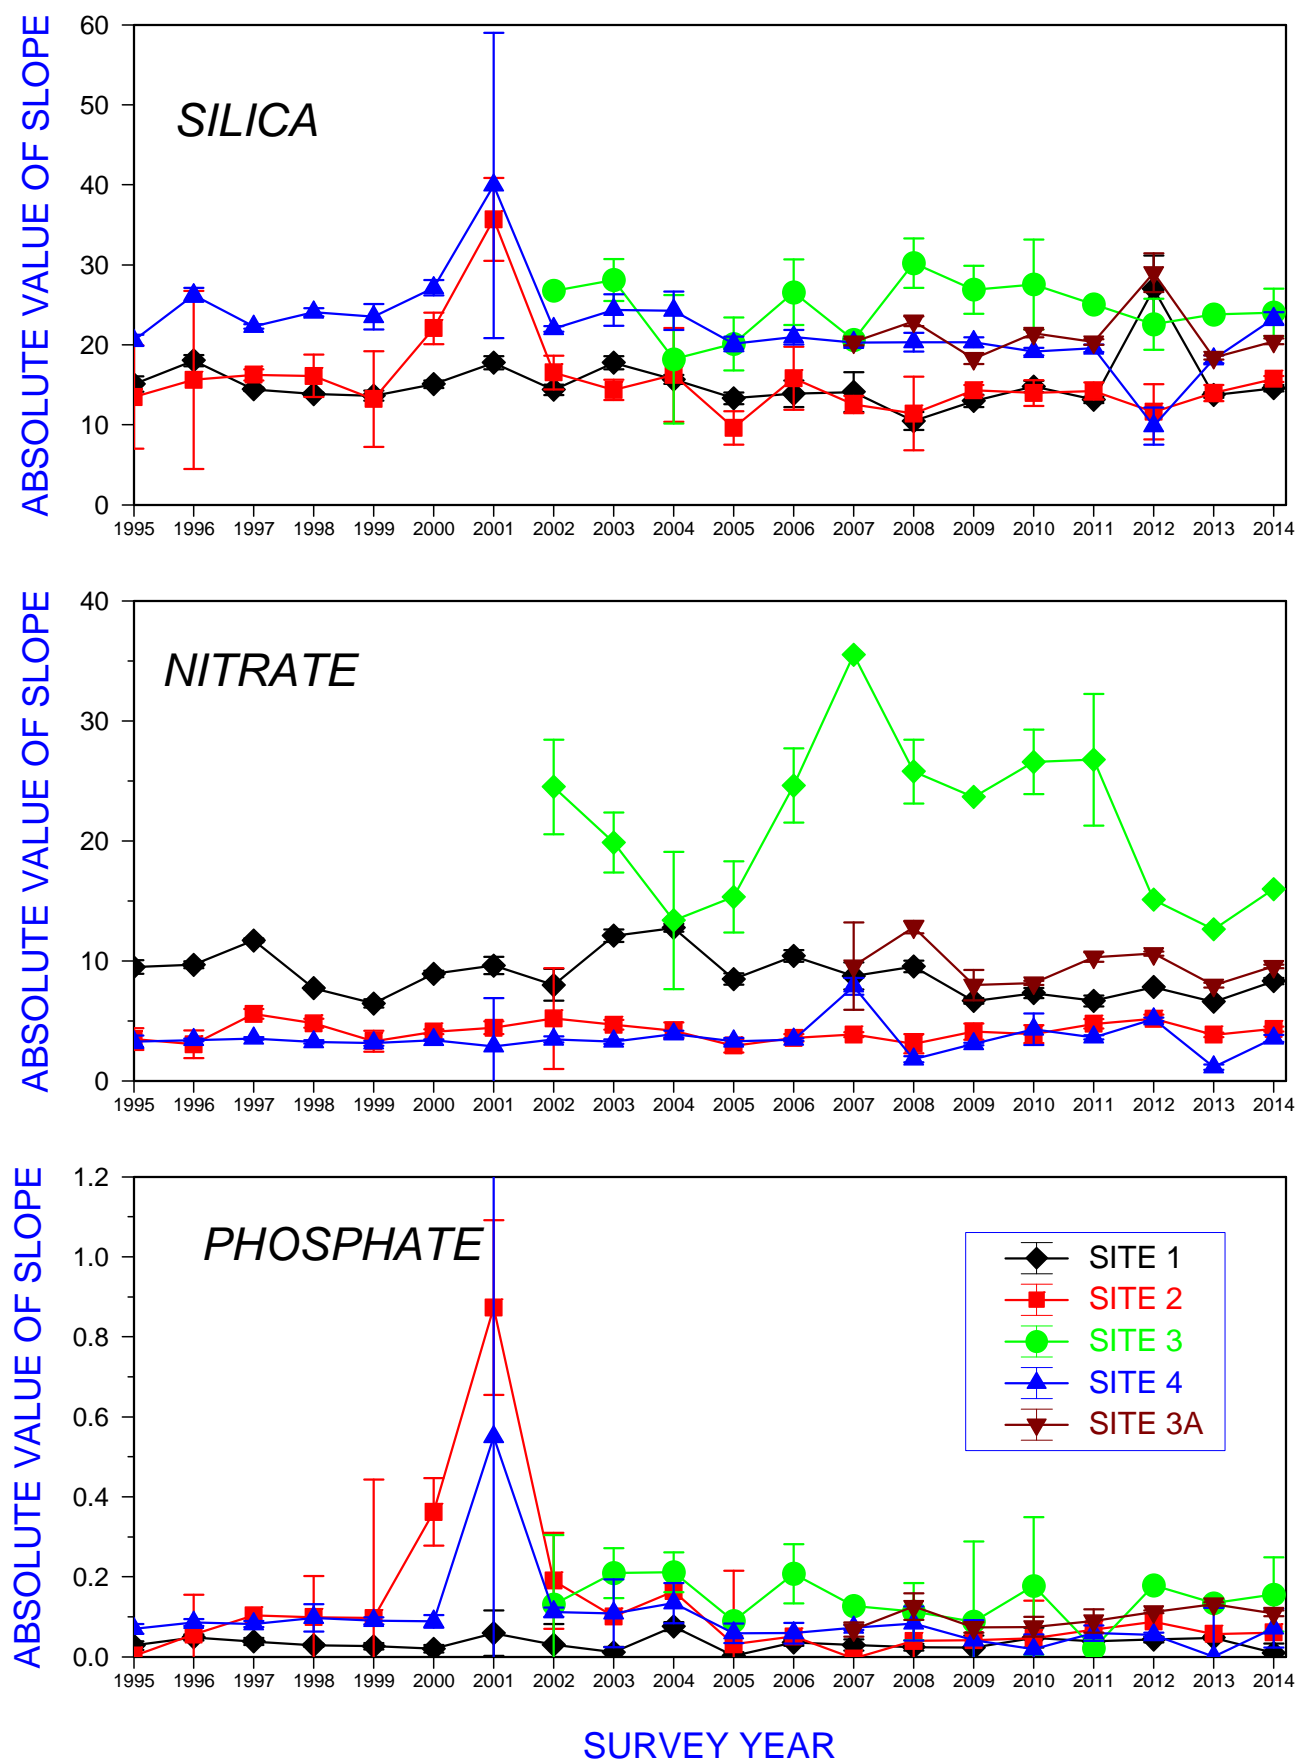 ABSOLUTE VALUE OF SLOPE
SILICA
60
50
40
30
20
10
0
1995 1996 1997 1998 1999 2000 2001 2002 2003 2004 2005 2006 2007 2008 2009 2010 2011 2012 2013 2014
ABSOLUTE VALUE OF SLOPE
NITRATE
40
30
20
10
0
1995 1996 1997 1998 1999 2000 2001 2002 2003 2004 2005 2006 2007 2008 2009 2010 2011 2012 2013 2014
ABSOLUTE VALUE OF SLOPE
PHOSPHATE
1.2
1.0
0.8
0.6
0.4
0.2
0.0
SITE 1
SITE 2
SITE 3
SITE 4
SITE 3A
1995 1996 1997 1998 1999 2000 2001 2002 2003 2004 2005 2006 2007 2008 2009 2010 2011 2012 2013 2014
SURVEY YEAR